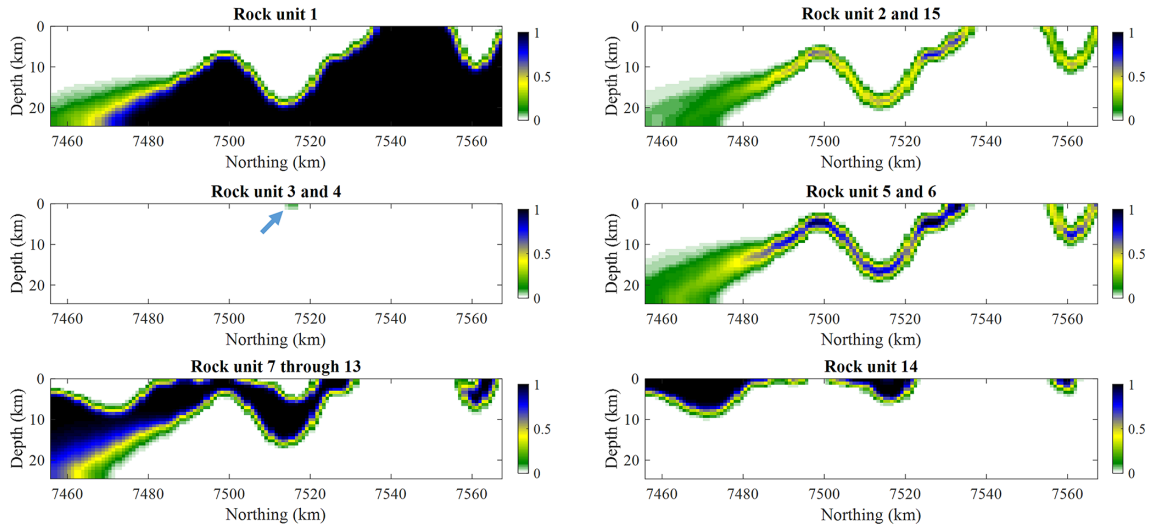 Rock unit 1
Depth (km)
0
10
20
7460 7480 7500 7520 7540 7560
Northing (km)
1
0.5
0
Rock unit 2 and 15
Depth (km)
0
10
20
7460 7480 7500 7520 7540 7560
Northing (km)
1
0.5
0
Rock unit 3 and 4
Depth (km)
0
10
20
7460 7480 7500 7520 7540 7560
Northing (km)
1
0.5
0
Rock unit 5 and 6
Depth (km)
0
10
20
7460 7480 7500 7520 7540 7560
Northing (km)
1
0.5
0
Rock unit 7 through 13
Depth (km)
0
10
20
7460 7480 7500 7520 7540 7560
Northing (km)
1
0.5
0
Rock unit 14
Depth (km)
0
10
20
7460 7480 7500 7520 7540 7560
Northing (km)
1
0.5
0